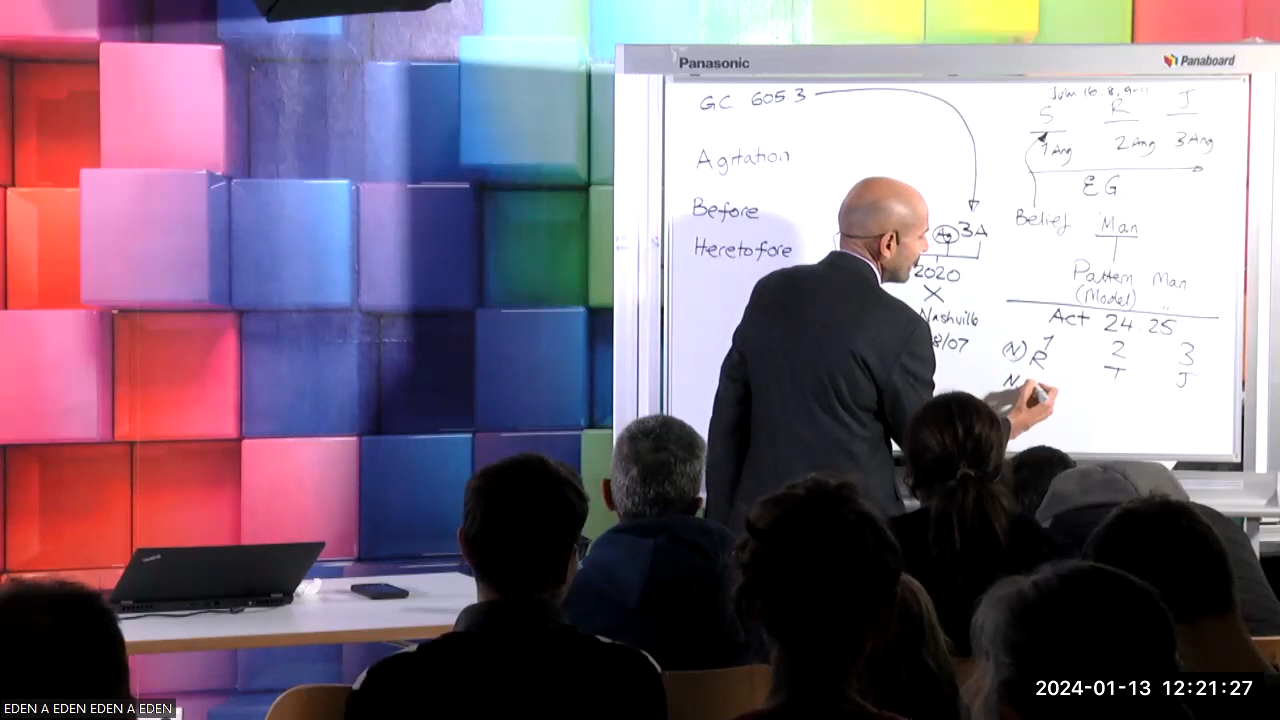 Panasonic
Panaboard
GC 605.3
Agitation
Before
Heretofore
3A
2020
X
Nashville
John 16.8, 9-11
S R J
1 Ang 2 Ang 3 Ang
EG
Belief Man
Pattern Man
(Model) "
Act 24.25
1 2 3
(N) R T J
N
ThinkPad
EDEN A EDEN EDEN A EDEN
2024-01-13 12:21:27